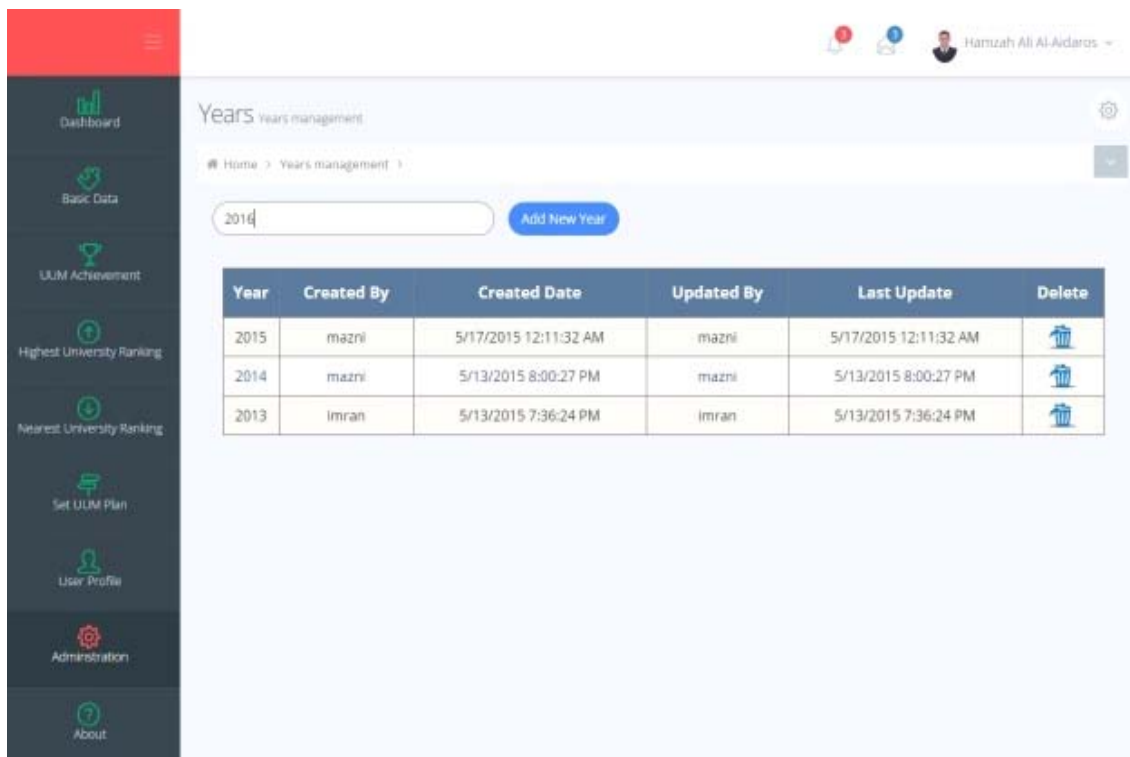 Hamzah Ali Al-Aidaros
Dashboard
Basic Data
UUM Achievement
Highest University Ranking
Nearest University Ranking
Set UUM Plan
User Profile
Adminstration
About
Years Years management
Home > Years management >
2016
Add New Year
Year Created By Created Date Updated By Last Update Delete
2015 mazni 5/17/2015 12:11:32 AM mazni 5/17/2015 12:11:32 AM
2014 mazni 5/13/2015 8:00:27 PM mazni 5/13/2015 8:00:27 PM
2013 imran 5/13/2015 7:36:24 PM imran 5/13/2015 7:36:24 PM